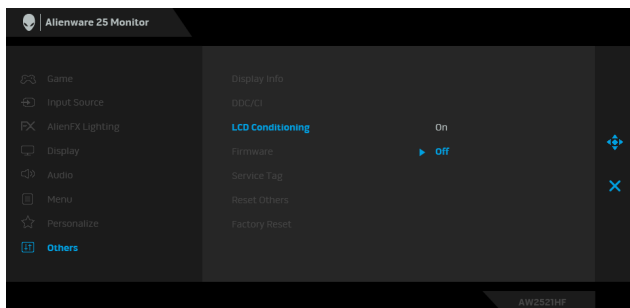 Alienware 25 Monitor
Game
Input Source
AlienFX Lighting
Display
Audio
Menu
Personalize
Others
Display Info
DDC/CI
LCD Conditioning On
Firmware Off
Service Tag
Reset Others
Factory Reset
AW2521HF